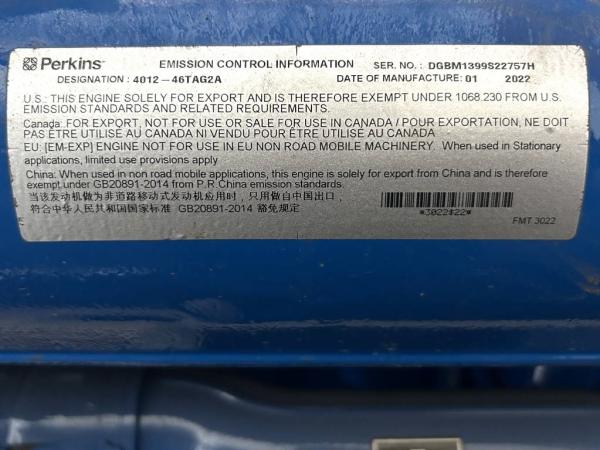 Perkins EMISSION CONTROL INFORMATION SER. NO. : DGBM1399S22757H
DESIGNATION : 4012-46TAG2A DATE OF MANUFACTURE: 01 2022
U.S.: THIS ENGINE SOLELY FOR EXPORT AND IS THEREFORE EXEMPT UNDER 1068.230 FROM U.S.
EMISSION STANDARDS AND RELATED REQUIREMENTS.
Canada: FOR EXPORT, NOT FOR USE OR SALE FOR USE IN CANADA / POUR EXPORTATION, NE DOIT
PAS ÊTRE UTILISÉ AU CANADA NI VENDU POUR ÊTRE UTILISÉ AU CANADA
EU: [EM-EXP] ENGINE NOT FOR USE IN EU NON ROAD MOBILE MACHINERY. When used in Stationary
applications, limited use provisions apply
China: When used in non road mobile applications, this engine is solely for export from China and is therefore
exempt under GB20891-2014 from P.R.China emission standards.
当该发动机做为非道路移动式发动机应用时，只用做自中国出口，
符合中华人民共和国国家标准 GB20891-2014 豁免规定
*3022$22*
FMT 3022